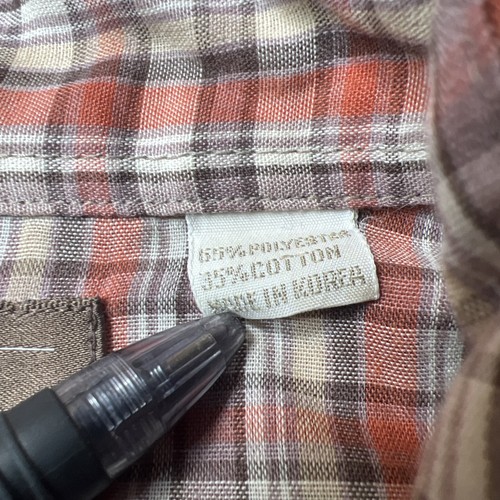 65% POLYESTER
35% COTTON
MADE IN KOREA